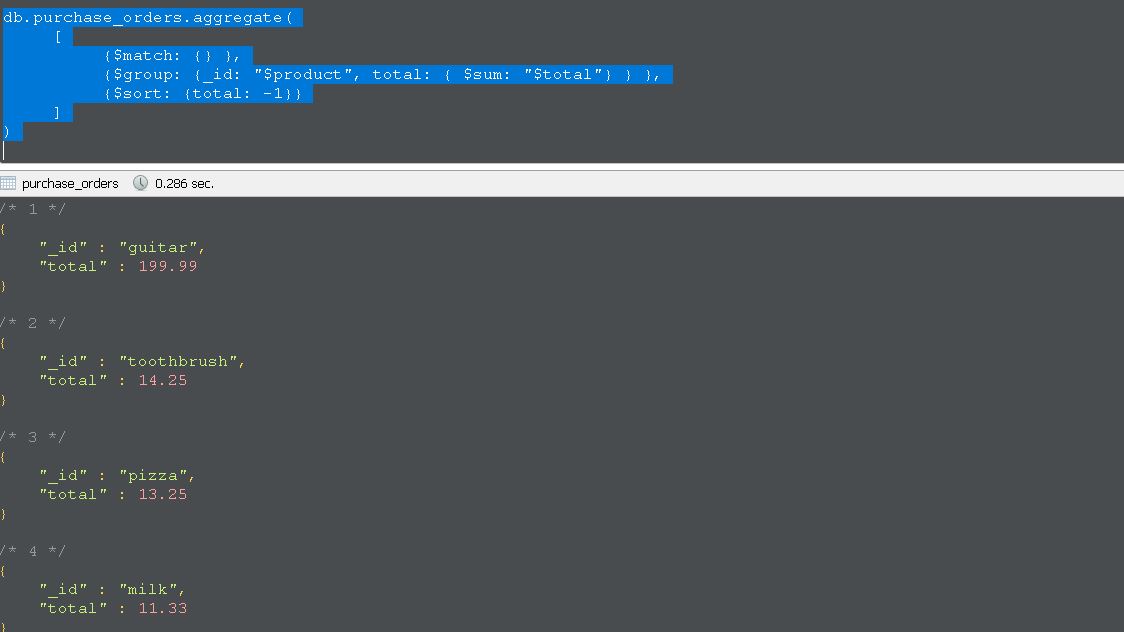 db.purchase_orders.aggregate(
[
{$match: {} },
{$group: {_id: "$product", total: { $sum: "$total"} } },
{$sort: {total: -1}}
]
)
purchase_orders 0.286 sec.
/* 1 */
{
"_id" : "guitar",
"total" : 199.99
}
/* 2 */
{
"_id" : "toothbrush",
"total" : 14.25
}
/* 3 */
{
"_id" : "pizza",
"total" : 13.25
}
/* 4 */
{
"_id" : "milk",
"total" : 11.33
}